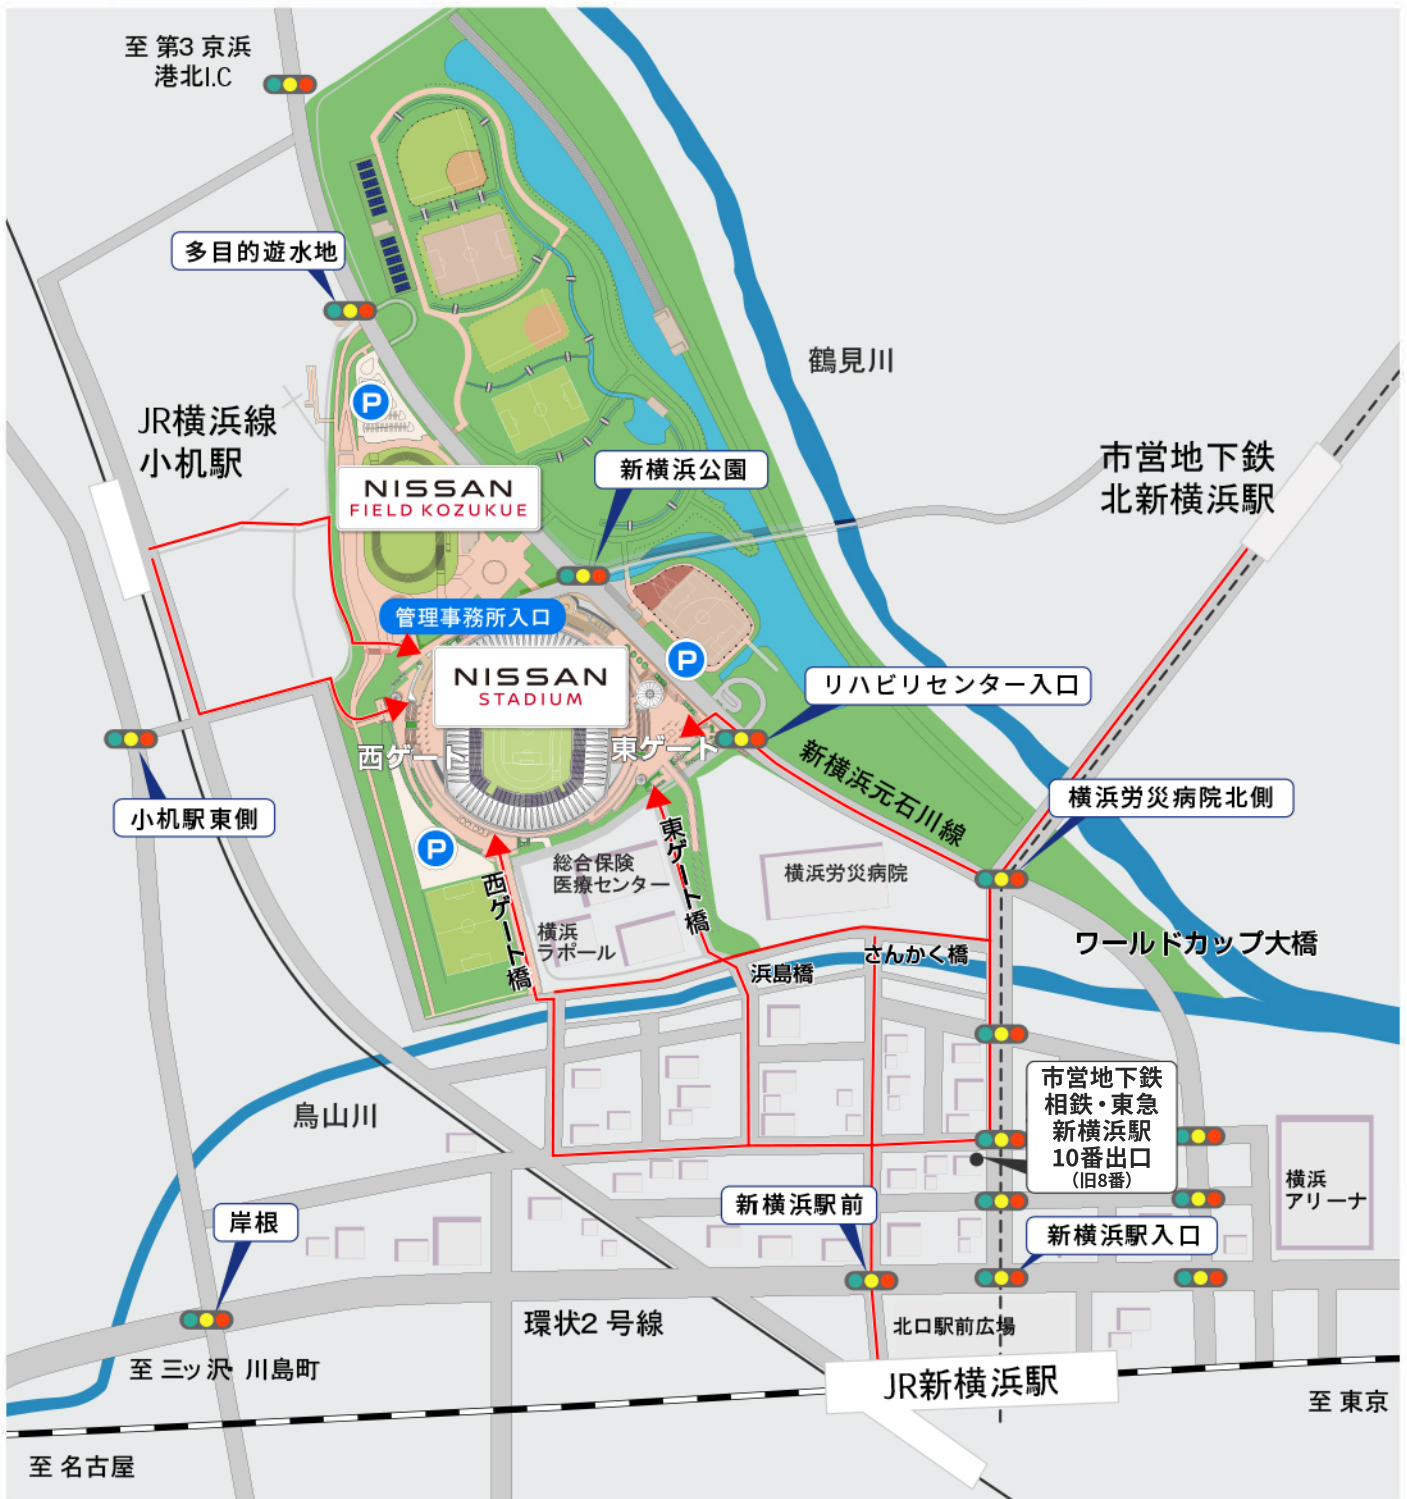 至 第3 京浜
港北I.C
多目的遊水地
鶴見川
JR横浜線
小机駅
P
市営地下鉄
北新横浜駅
新横浜公園
NISSAN
FIELD KOZUKUE
管理事務所入口
NISSAN
STADIUM
P
リハビリセンター入口
西ゲート
東ゲート
新横浜元石川線
横浜労災病院北側
小机駅東側
P
東ゲート橋
総合保険
医療センター
横浜労災病院
西ゲート橋
横浜
ラポール
ワールドカップ大橋
さんかく橋
浜島橋
市営地下鉄
相鉄・東急
新横浜駅
10番出口
(旧8番)
鳥山川
横浜
アリーナ
新横浜駅前
岸根
新横浜駅入口
環状2 号線
北口駅前広場
至 三ッ沢・川島町
JR新横浜駅
至 東京
至 名古屋